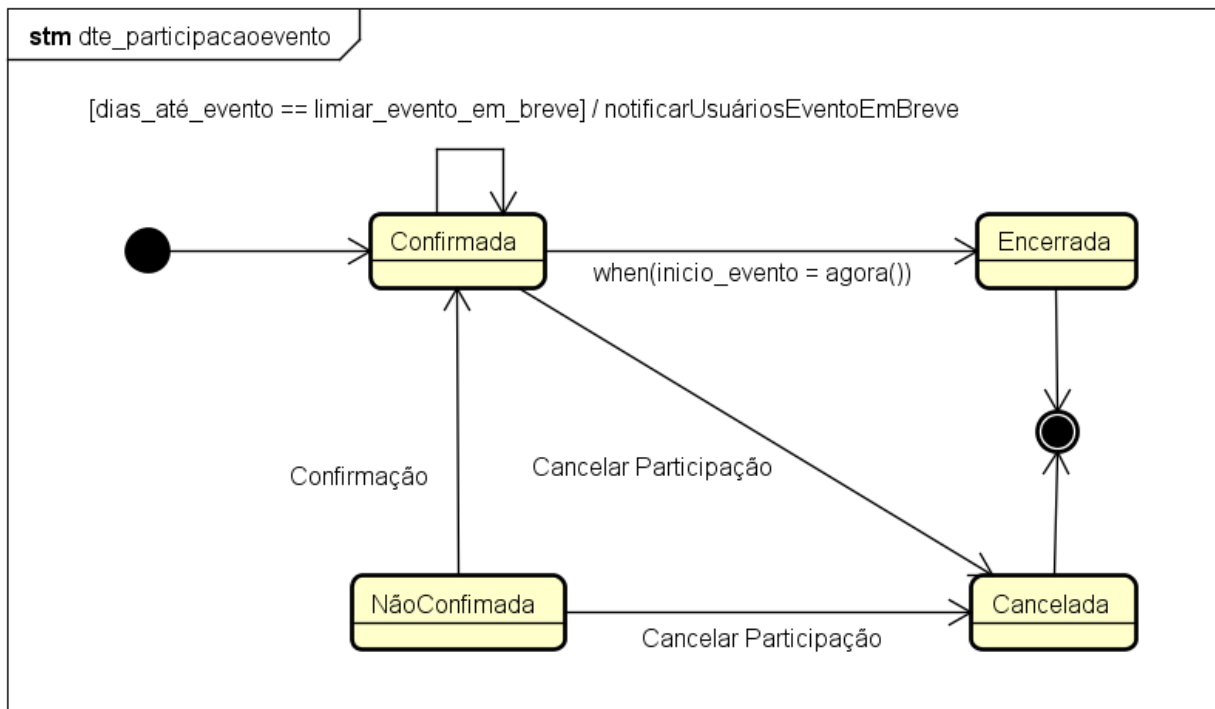 stm dte_participacaoevento
[dias_até_evento == limiar_evento_em_breve] / notificarUsuáriosEventoEmBreve
Confirmada
Encerrada
when(inicio_evento = agora())
Confirmação
Cancelar Participação
NãoConfimada
Cancelada
Cancelar Participação